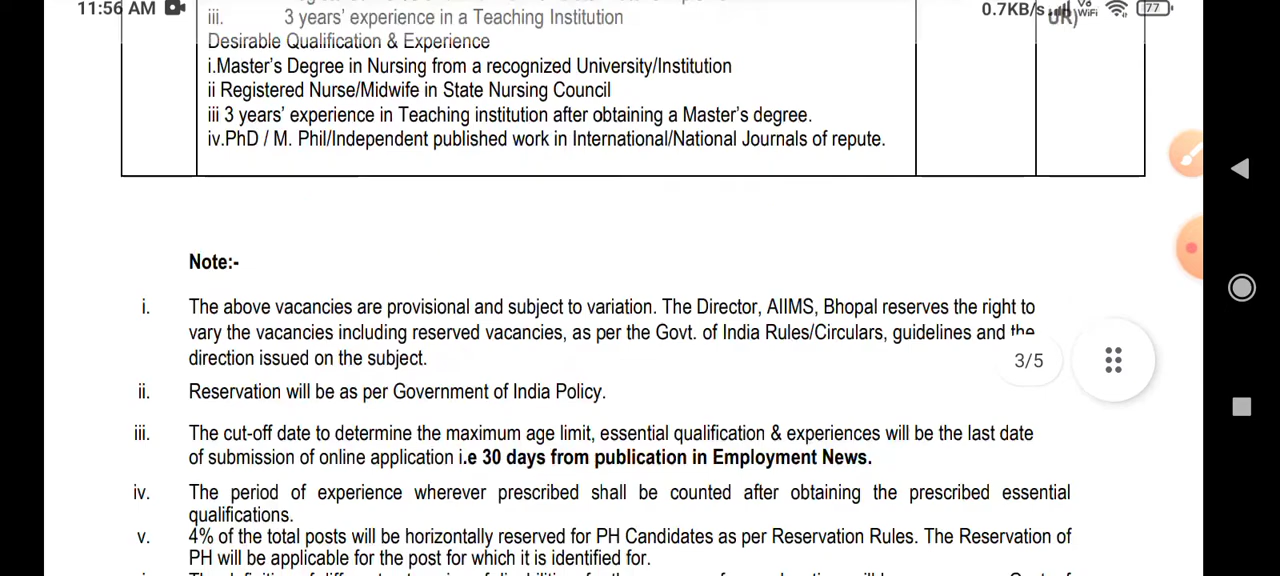 11:56 AM
0.7KB/s
Vo
WiFi
77
iii. 3 years' experience in a Teaching Institution
UR)
Desirable Qualification & Experience
i.Master's Degree in Nursing from a recognized University/Institution
ii Registered Nurse/Midwife in State Nursing Council
iii 3 years' experience in Teaching institution after obtaining a Master's degree.
iv.PhD / M. Phil/Independent published work in International/National Journals of repute.
Note:-
i. The above vacancies are provisional and subject to variation. The Director, AIIMS, Bhopal reserves the right to
vary the vacancies including reserved vacancies, as per the Govt. of India Rules/Circulars, guidelines and the
direction issued on the subject.
3/5
ii. Reservation will be as per Government of India Policy.
iii. The cut-off date to determine the maximum age limit, essential qualification & experiences will be the last date
of submission of online application i.e 30 days from publication in Employment News.
iv. The period of experience wherever prescribed shall be counted after obtaining the prescribed essential
qualifications.
v. 4% of the total posts will be horizontally reserved for PH Candidates as per Reservation Rules. The Reservation of
PH will be applicable for the post for which it is identified for.